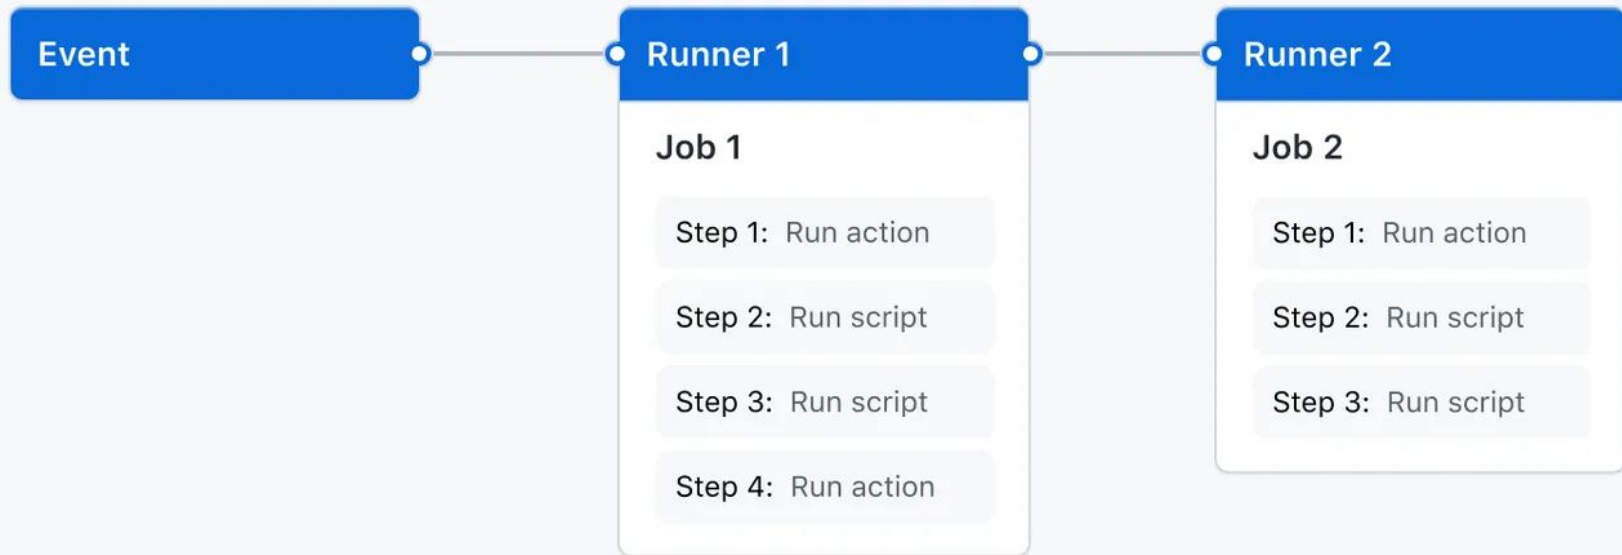 Event
Runner 1
Job 1
Step 1: Run action
Step 2: Run script
Step 3: Run script
Step 4: Run action
Runner 2
Job 2
Step 1: Run action
Step 2: Run script
Step 3: Run script